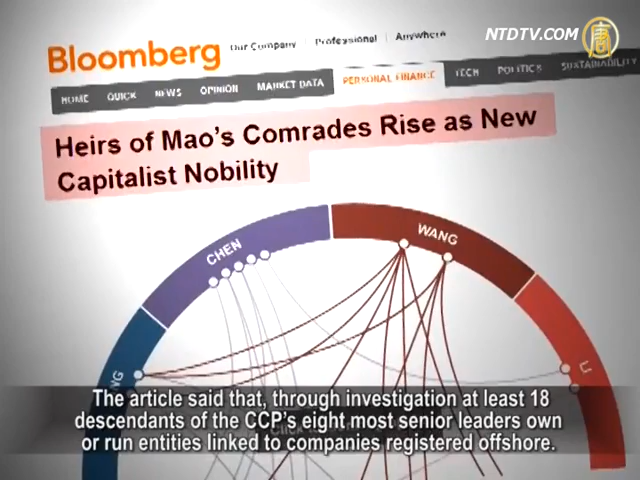 NTDTV.COM
Bloomberg
Our Company
Professional
Anywhere
HOME QUICK NEWS OPINION MARKET DATA PERSONAL FINANCE TECH POLITICS SUSTAINABILITY
Heirs of Mao's Comrades Rise as New
Capitalist Nobility
CHEN
WANG
NG
LI
The article said that, through investigation at least 18
descendants of the CCP's eight most senior leaders own
or run entities linked to companies registered offshore.